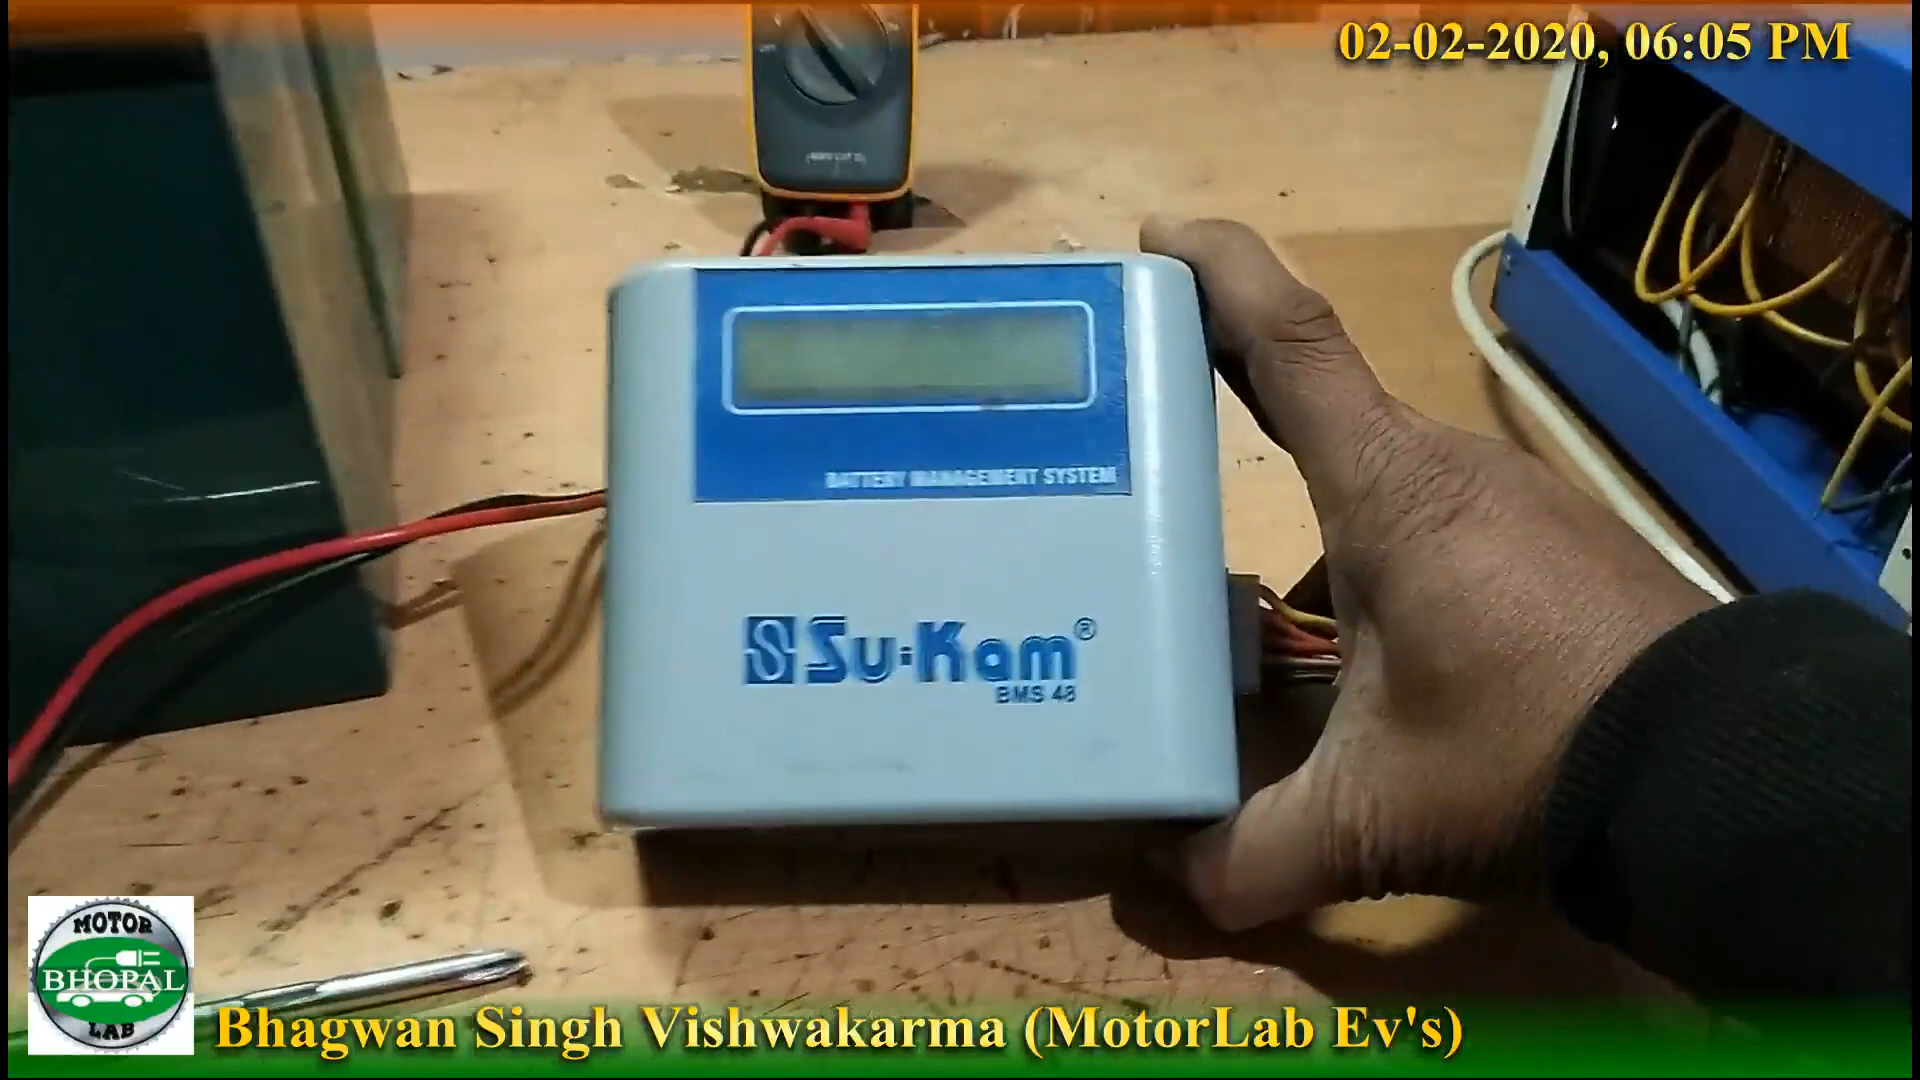 02-02-2020, 06:05 PM
BATTERY MANAGEMENT SYSTEM
Su-Kam®
BMS 48
MOTOR
BHOPAL
LAB
Bhagwan Singh Vishwakarma (MotorLab Ev's)